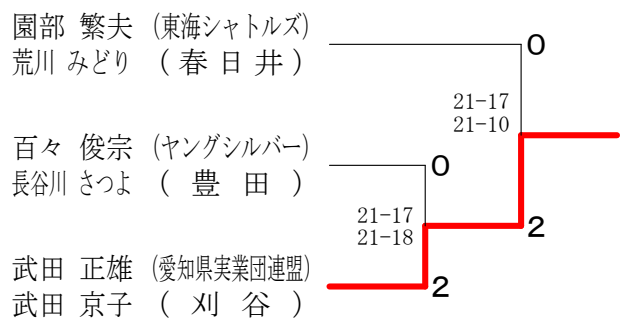 園部 繁夫 (東海シャトルズ)
荒川 みどり ( 春 日 井 )
0
21-17
21-10
百々 俊宗 (ヤングシルバー)
長谷川 さつよ ( 豊 田 )
0
21-17
21-18
2
武田 正雄 (愛知県実業団連盟)
武田 京子 ( 刈 谷 )
2